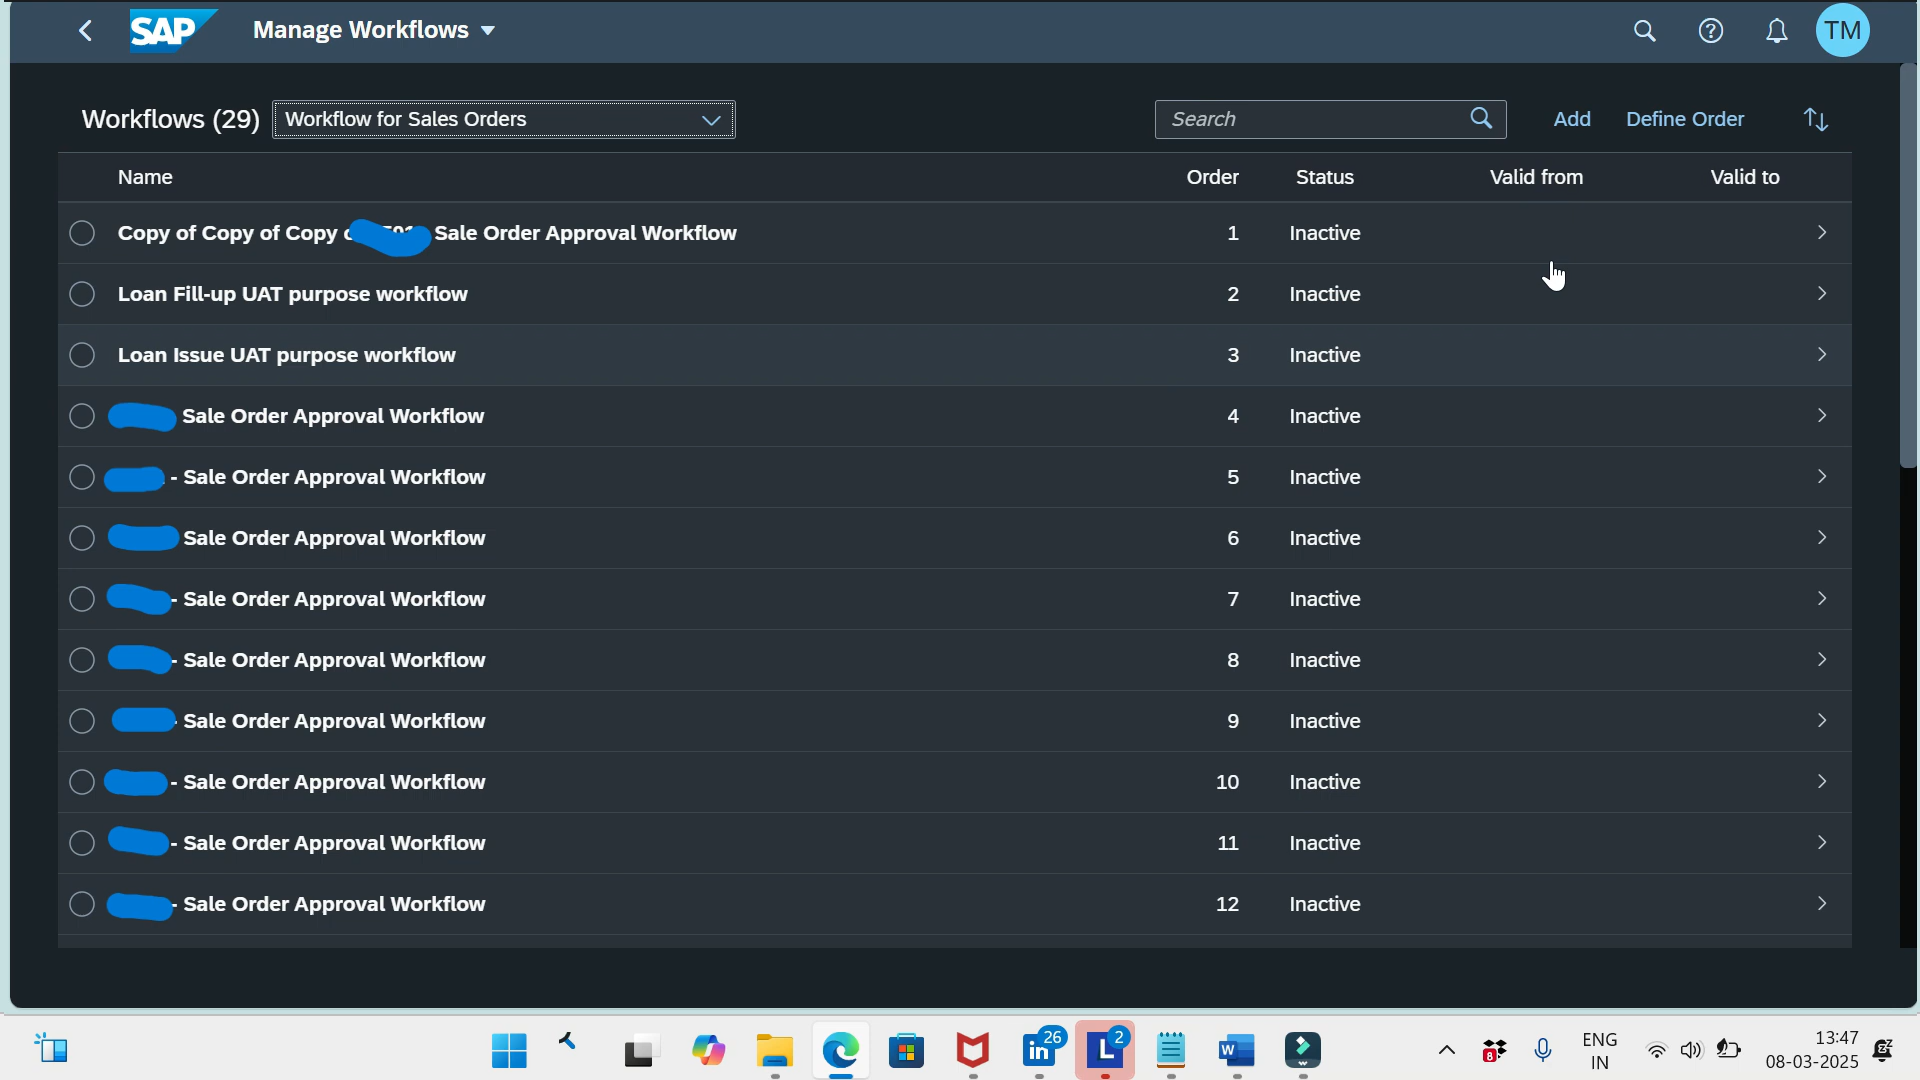 SAP Manage Workflows TM
Workflows (29) Workflow for Sales Orders Search Add Define Order
Name Order Status Valid from Valid to
Copy of Copy of Copy Sale Order Approval Workflow 1 Inactive
Loan Fill-up UAT purpose workflow 2 Inactive
Loan Issue UAT purpose workflow 3 Inactive
Sale Order Approval Workflow 4 Inactive
- Sale Order Approval Workflow 5 Inactive
Sale Order Approval Workflow 6 Inactive
- Sale Order Approval Workflow 7 Inactive
- Sale Order Approval Workflow 8 Inactive
- Sale Order Approval Workflow 9 Inactive
- Sale Order Approval Workflow 10 Inactive
- Sale Order Approval Workflow 11 Inactive
- Sale Order Approval Workflow 12 Inactive
in 26 L 2 W 8 ENG 13:47
IN 08-03-2025